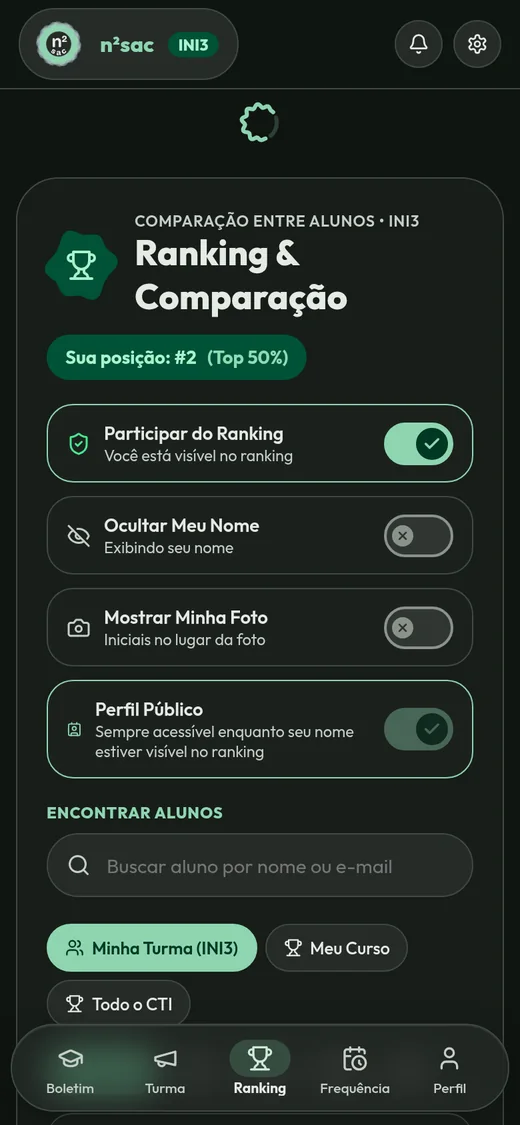 n²
sac
n²sac INI3
COMPARAÇÃO ENTRE ALUNOS • INI3
Ranking &
Comparação
Sua posição: #2 (Top 50%)
Participar do Ranking
Você está visível no ranking
Ocultar Meu Nome
Exibindo seu nome
Mostrar Minha Foto
Iniciais no lugar da foto
Perfil Público
Sempre acessível enquanto seu nome
estiver visível no ranking
ENCONTRAR ALUNOS
Buscar aluno por nome ou e-mail
Minha Turma (INI3) Meu Curso
Todo o CTI
Boletim Turma Ranking Frequência Perfil